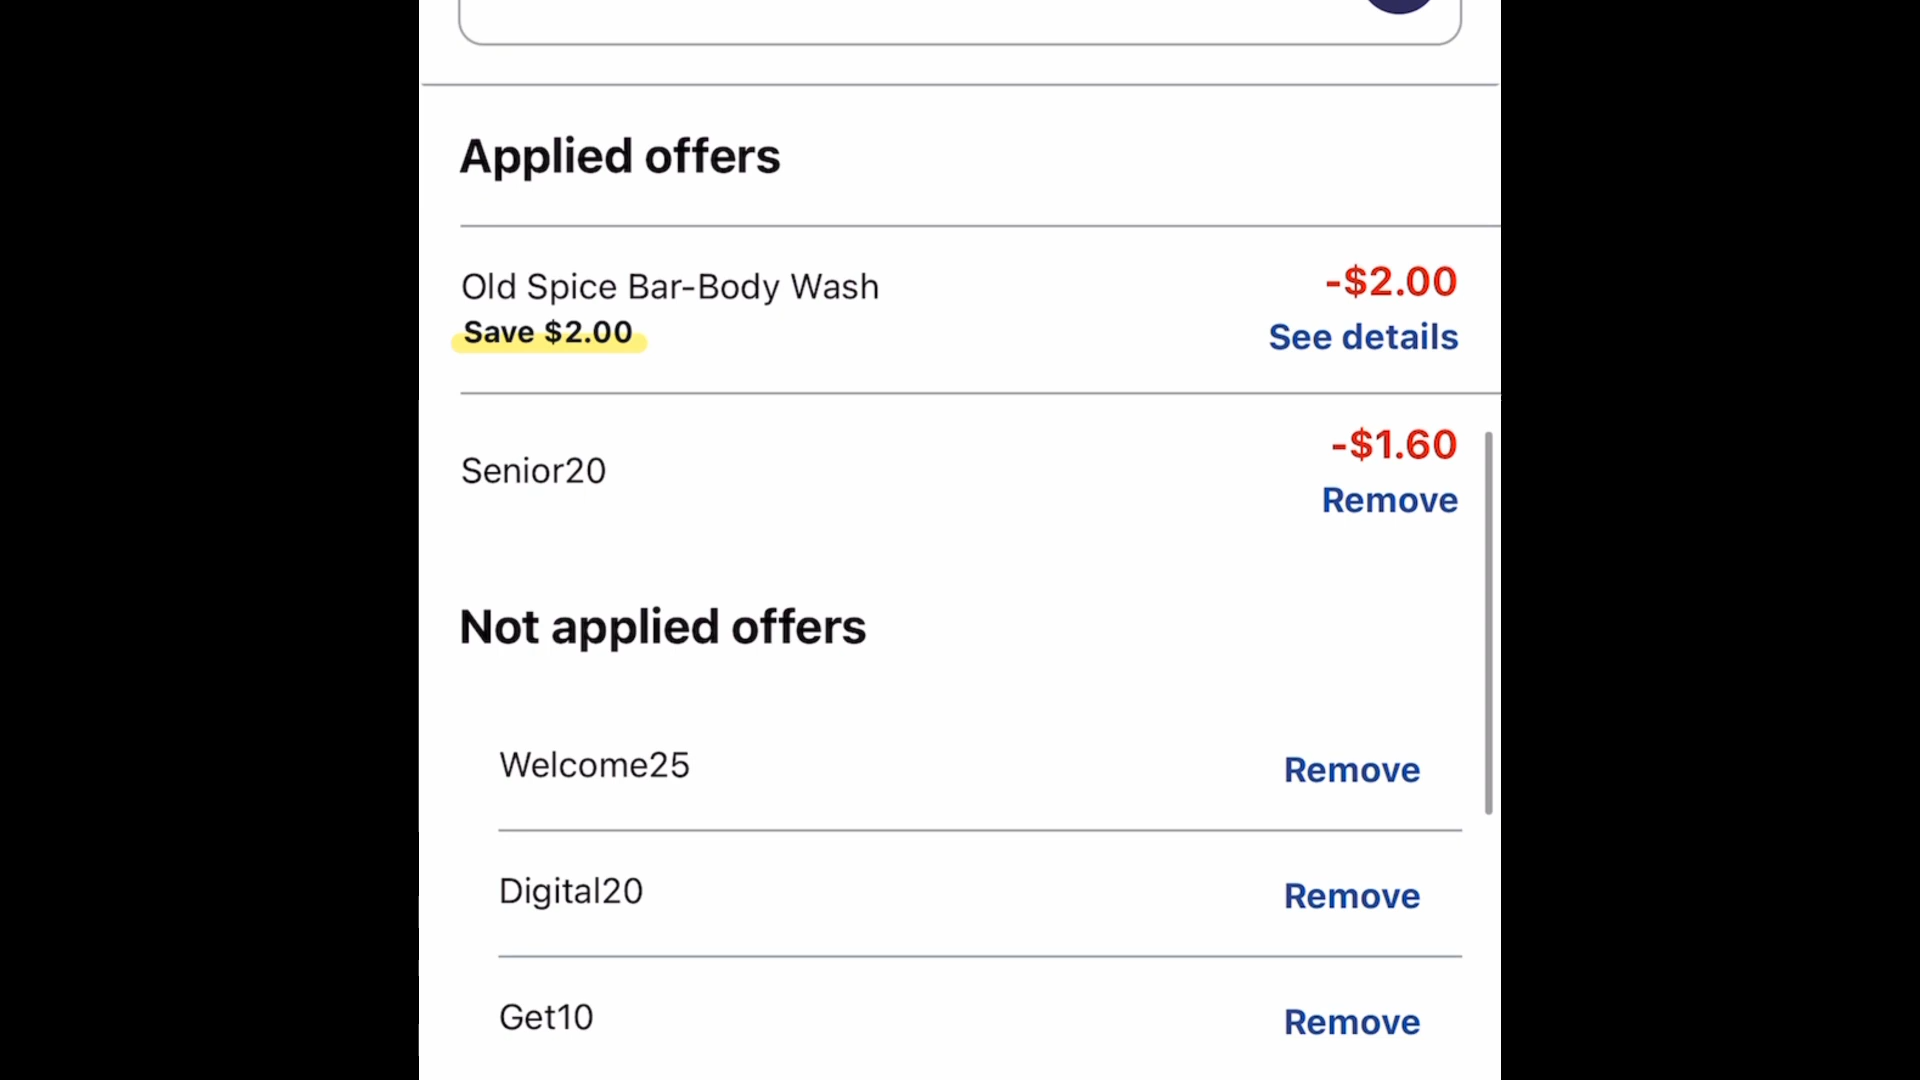 Applied offers
Old Spice Bar-Body Wash
-$2.00
Save $2.00
See details
Senior20
-$1.60
Remove
Not applied offers
Welcome25
Remove
Digital20
Remove
Get10
Remove